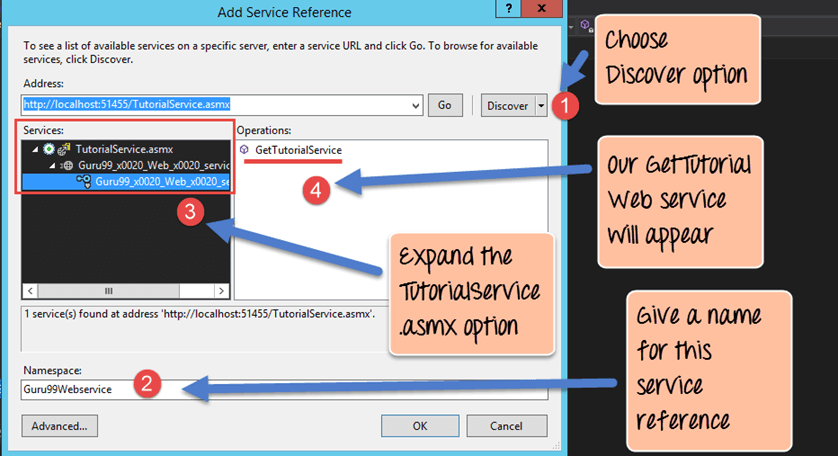 Add Service Reference
?
To see a list of available services on a specific server, enter a service URL and click Go. To browse for available
services, click Discover.
Address:
http://localhost:51455/TutorialService.asmx
Go
Discover
1
Choose
Discover option
Services:
Operations:
TutorialService.asmx
Guru99_x0020_Web_x0020_servic
Guru99_x0020_Web_x0020_se
GetTutorialService
4
3
Our GetTutorial
Web service
will appear
Expand the
TutorialService
.asmx option
1 service(s) found at address 'http://localhost:51455/TutorialService.asmx'.
Give a name
for this
service
reference
Namespace:
Guru99Webservice
2
Advanced...
OK
Cancel